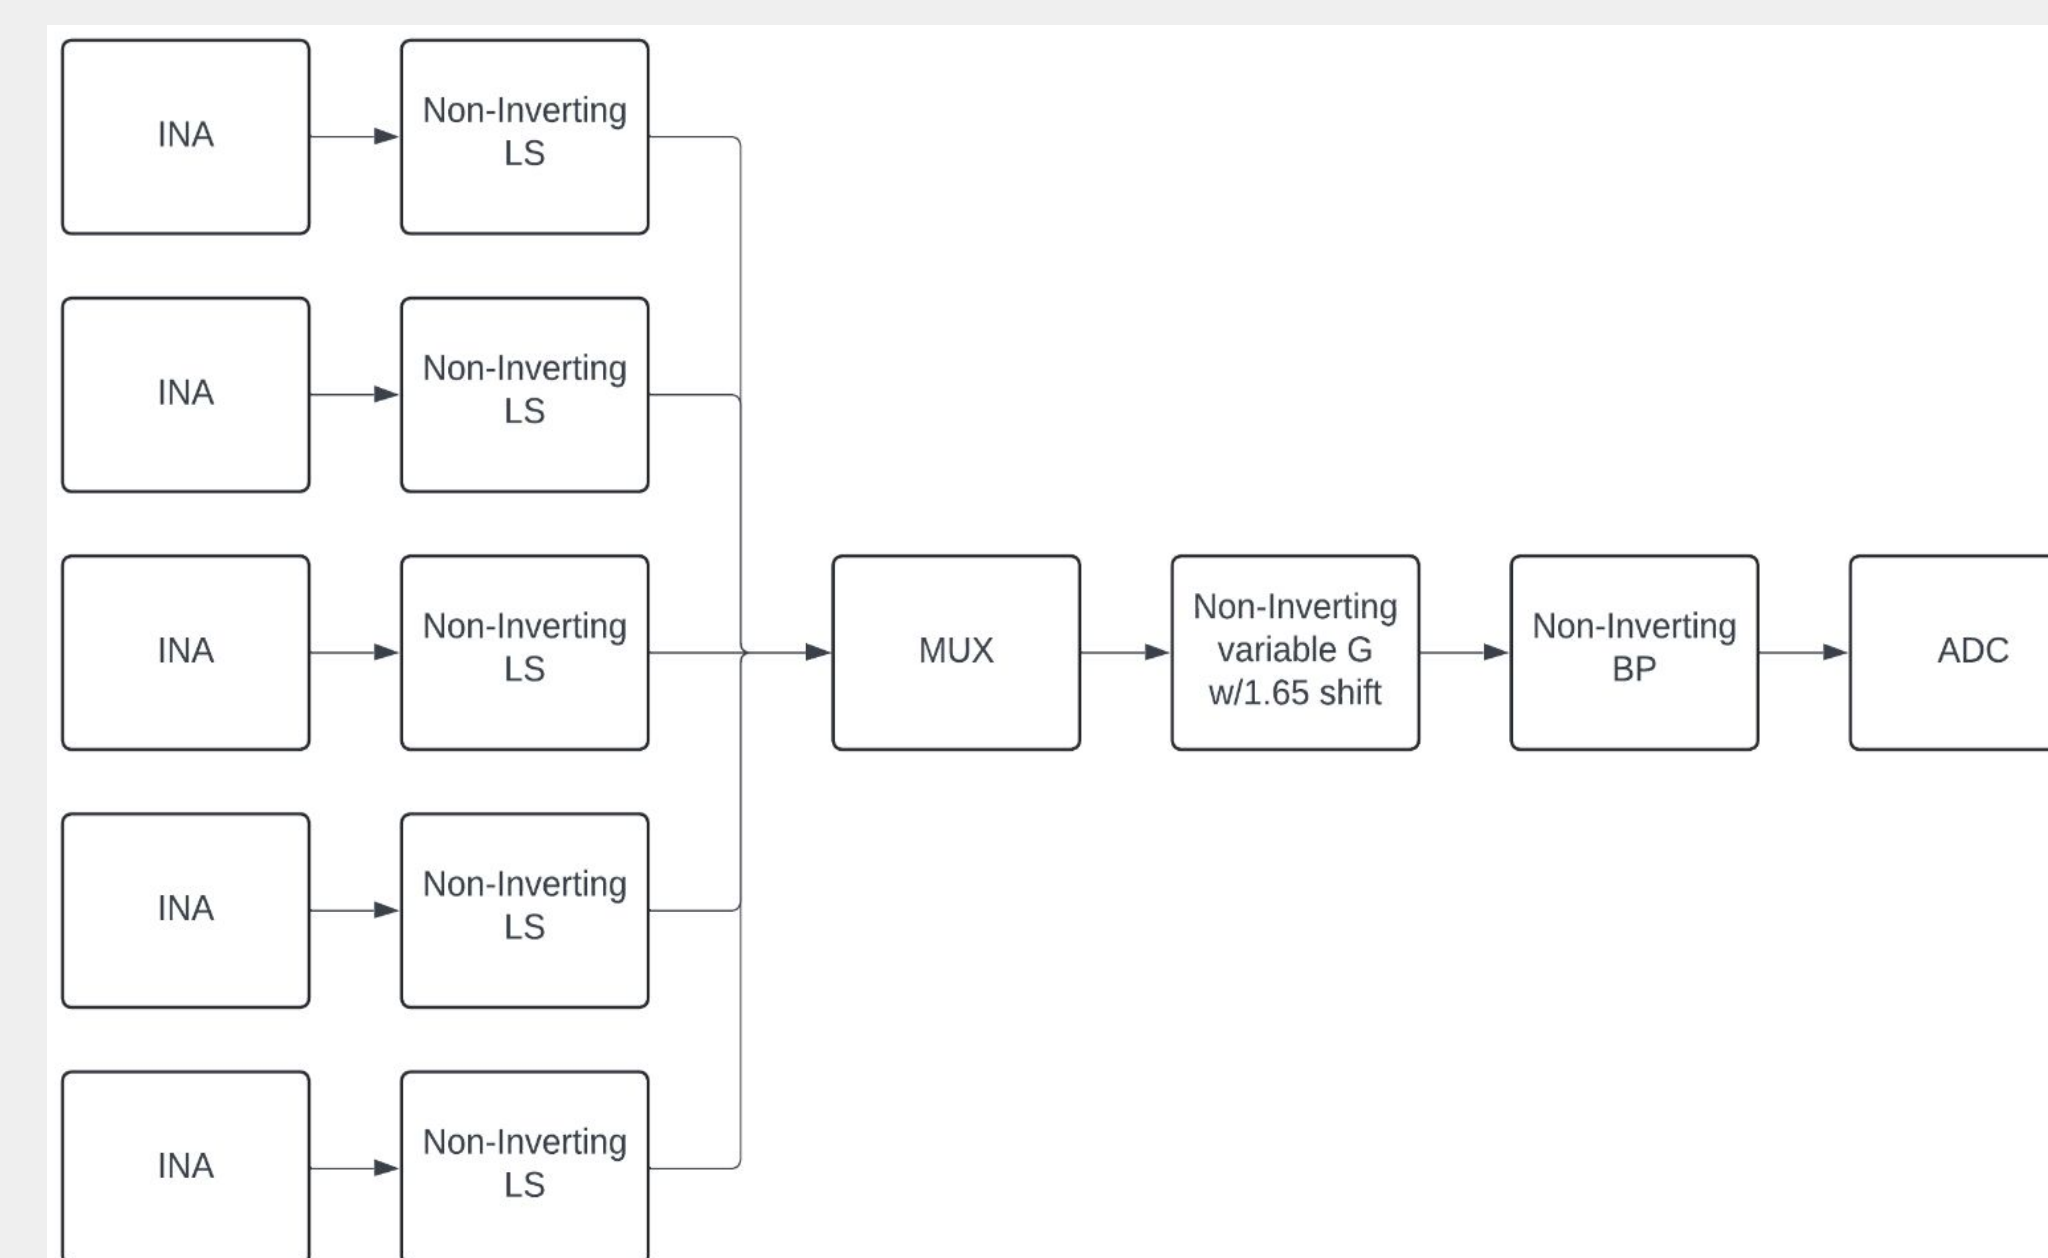 INA
Non-Inverting
LS
INA
Non-Inverting
LS
INA
Non-Inverting
LS
MUX
Non-Inverting
variable G
w/1.65 shift
Non-Inverting
BP
ADC
INA
Non-Inverting
LS
INA
Non-Inverting
LS